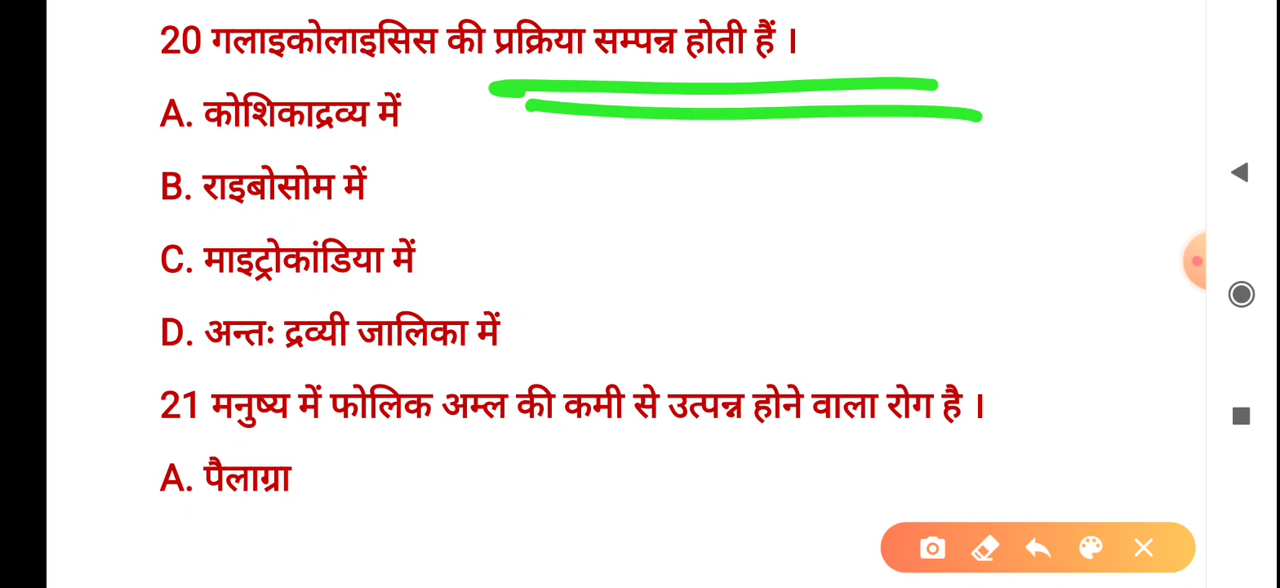 20 गलाइकोलाइसिस की प्रक्रिया सम्पन्न होती हैं ।
A. कोशिकाद्रव्य में
B. राइबोसोम में
C. माइट्रोकांडिया में
D. अन्तः द्रव्यी जालिका में
21 मनुष्य में फोलिक अम्ल की कमी से उत्पन्न होने वाला रोग है ।
A. पैलाग्रा